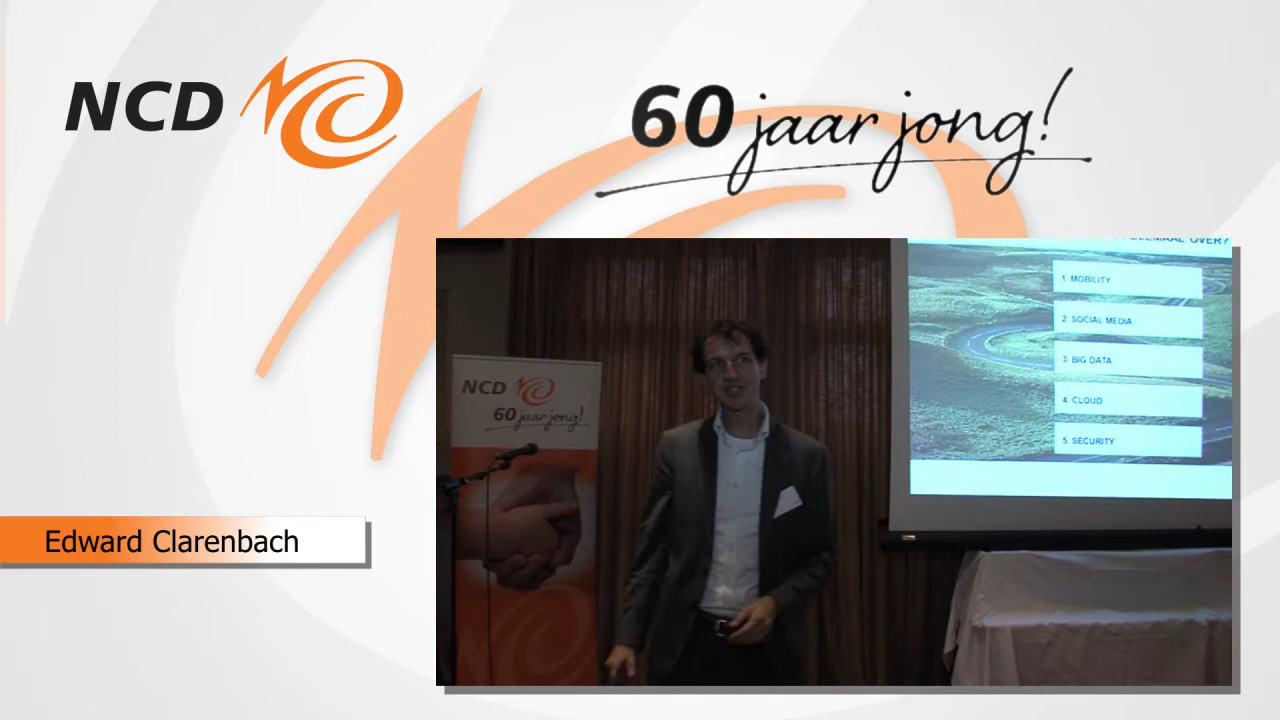 NCD
60 jaar jong!
OVER?
1. MOBILITY
2. SOCIAL MEDIA
3. BIG DATA
4. CLOUD
5. SECURITY
NCD
60 jaar jong!
Edward Clarenbach